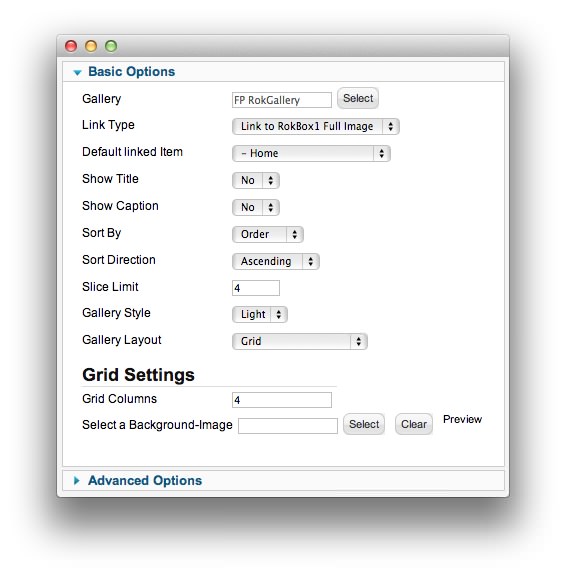 Basic Options
Gallery FP RokGallery Select
Link Type Link to RokBox1 Full Image
Default linked Item - Home
Show Title No
Show Caption No
Sort By Order
Sort Direction Ascending
Slice Limit 4
Gallery Style Light
Gallery Layout Grid
Grid Settings
Grid Columns 4
Select a Background-Image Select Clear Preview
Advanced Options